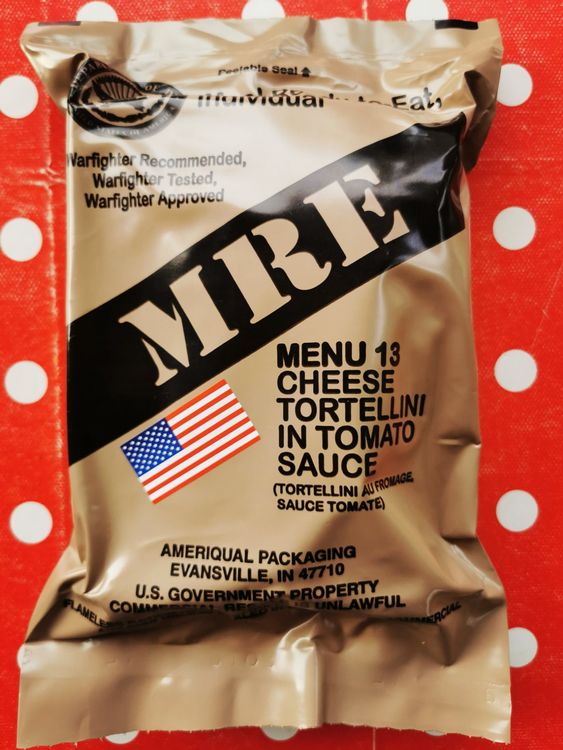 Peelable Seal
Warfighter Recommended,
Warfighter Tested,
Warfighter Approved
MRE
MENU 13
CHEESE
TORTELLINI
IN TOMATO
SAUCE
(TORTELLINI AU FROMAGE,
SAUCE TOMATE)
AMERIQUAL PACKAGING
EVANSVILLE, IN 47710
U.S. GOVERNMENT PROPERTY
UNLAWFUL